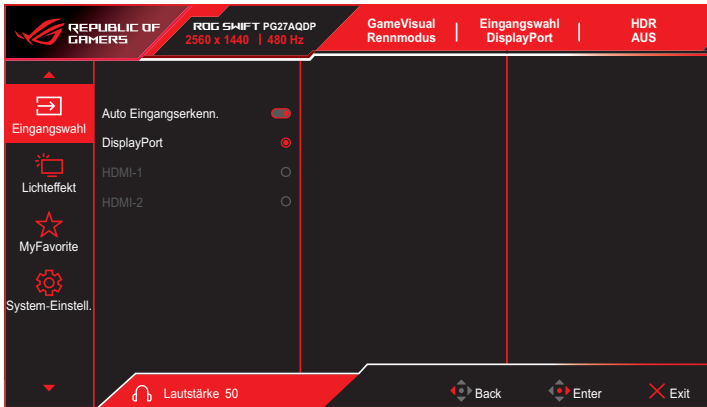 REPUBLIC OF
GAMERS
ROG SWIFT PG27AQDP
2560 x 1440 | 480 Hz
GameVisual
Rennmodus
Eingangswahl
DisplayPort
HDR
AUS
Eingangswahl
Auto Eingangserkenn.
DisplayPort
HDMI-1
HDMI-2
Lichteffekt
MyFavorite
System-Einstell.
Lautstärke 50
Back
Enter
Exit